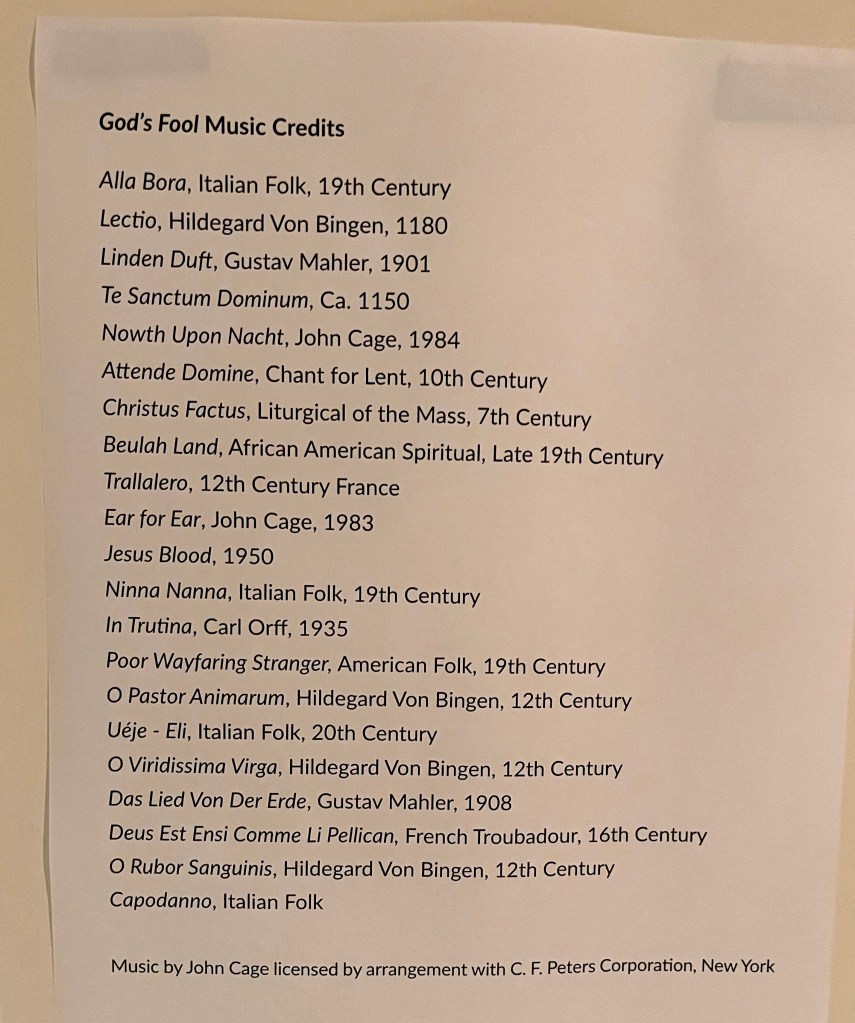 God's Fool Music Credits
Alla Bora, Italian Folk, 19th Century
Lectio, Hildegard Von Bingen, 1180
Linden Duft, Gustav Mahler, 1901
Te Sanctum Dominum, Ca. 1150
Nowth Upon Nacht, John Cage, 1984
Attende Domine, Chant for Lent, 10th Century
Christus Factus, Liturgical of the Mass, 7th Century
Beulah Land, African American Spiritual, Late 19th Century
Trallalero, 12th Century France
Ear for Ear, John Cage, 1983
Jesus Blood, 1950
Ninna Nanna, Italian Folk, 19th Century
In Trutina, Carl Orff, 1935
Poor Wayfaring Stranger, American Folk, 19th Century
O Pastor Animarum, Hildegard Von Bingen, 12th Century
Uéje - Eli, Italian Folk, 20th Century
O Viridissima Virga, Hildegard Von Bingen, 12th Century
Das Lied Von Der Erde, Gustav Mahler, 1908
Deus Est Ensi Comme Li Pellican, French Troubadour, 16th Century
O Rubor Sanguinis, Hildegard Von Bingen, 12th Century
Capodanno, Italian Folk
Music by John Cage licensed by arrangement with C. F. Peters Corporation, New York